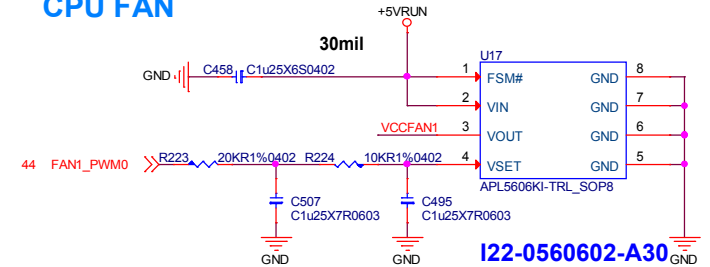 CPU FAN
+5VRUN
30mil
U17
GND C458 C1u25X6S0402 1 FSM# GND 8
2 VIN GND 7
VCCFAN1 3 VOUT GND 6
44 FAN1_PWM0 R223 20KR1%0402 R224 10KR1%0402 4 VSET GND 5
APL5606KI-TRL_SOP8
C507 C495
C1u25X7R0603 C1u25X7R0603
I22-0560602-A30
GND GND GND